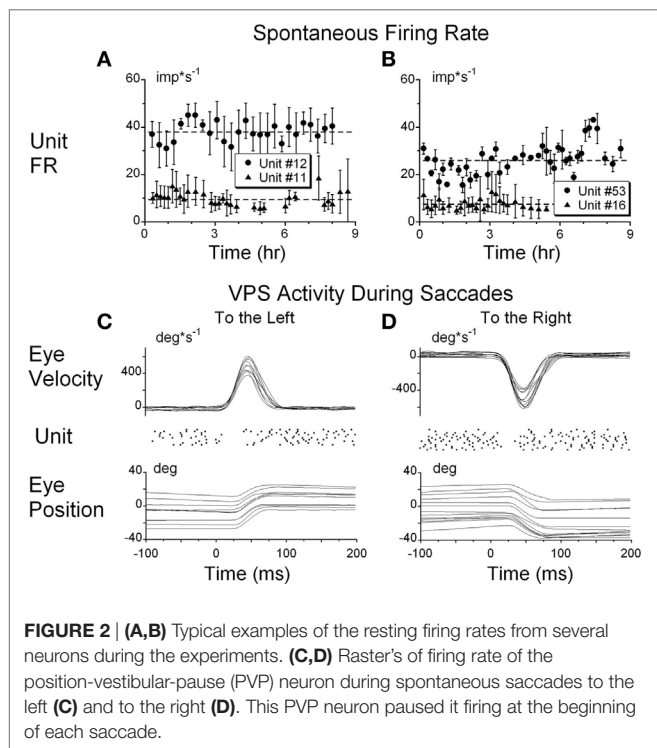 Spontaneous Firing Rate
A
B
imp*s-1
imp*s-1
Unit
FR
60
40
20
0
Unit #12
Unit #11
0 3 6 9
Time (hr)
60
40
20
0
Unit #53
Unit #16
0 3 6 9
Time (hr)
VPS Activity During Saccades
C To the Left
D To the Right
deg*s-1
deg*s-1
Eye
Velocity
400
0
0
-400
Unit
Eye
Position
deg
deg
40
0
-40
40
0
-40
-100 0 100 200
-100 0 100 200
Time (ms)
Time (ms)
FIGURE 2 | (A,B) Typical examples of the resting firing rates from several
neurons during the experiments. (C,D) Raster's of firing rate of the
position-vestibular-pause (PVP) neuron during spontaneous saccades to the
left (C) and to the right (D). This PVP neuron paused it firing at the beginning
of each saccade.